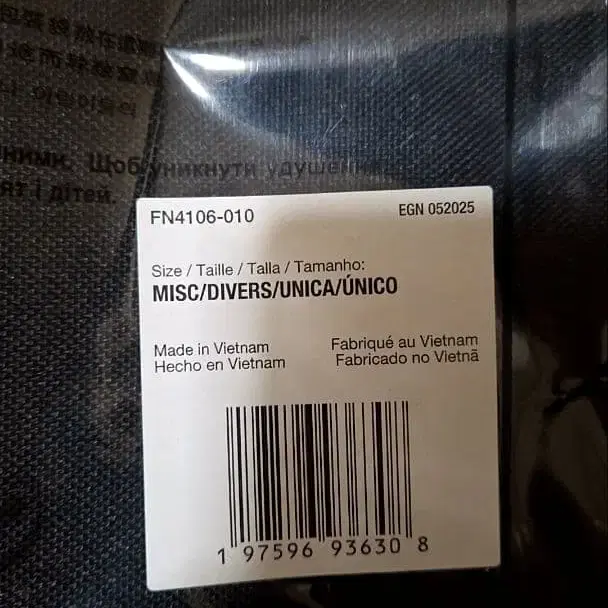 ними. Щоб уникнути удушення
ят і дітей.
FN4106-010
EGN 052025
Size / Taille / Talla / Tamanho:
MISC/DIVERS/UNICA/ÚNICO
Made in Vietnam
Hecho en Vietnam
Fabriqué au Vietnam
Fabricado no Vietnã
1 97596 93630 8